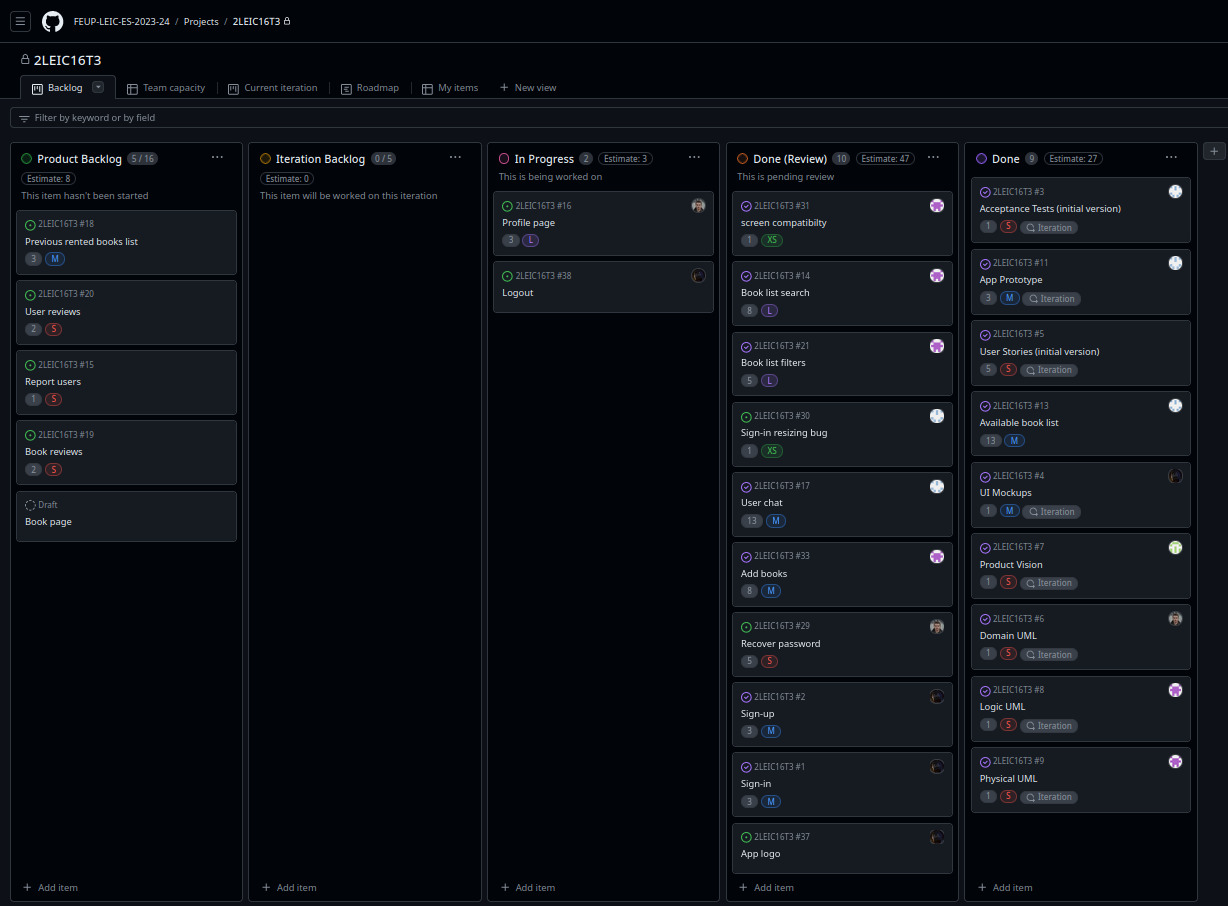 FEUP-LEIC-ES-2023-24 / Projects / 2LEIC16T3
2LEIC16T3
Backlog Team capacity Current iteration Roadmap My items + New view
Filter by keyword or by field
Product Backlog 5 / 16
Estimate: 8
This item hasn't been started
2LEIC16T3 #18
Previous rented books list
3 M
2LEIC16T3 #20
User reviews
2 S
2LEIC16T3 #15
Report users
1 S
2LEIC16T3 #19
Book reviews
2 S
Draft
Book page
+ Add item
Iteration Backlog 0 / 5
Estimate: 0
This item will be worked on this iteration
+ Add item
In Progress 2 Estimate: 3
This is being worked on
2LEIC16T3 #16
Profile page
3 L
2LEIC16T3 #38
Logout
+ Add item
Done (Review) 10 Estimate: 47
This is pending review
2LEIC16T3 #31
screen compatibilty
1 XS
2LEIC16T3 #14
Book list search
8 L
2LEIC16T3 #21
Book list filters
5 L
2LEIC16T3 #30
Sign-in resizing bug
1 XS
2LEIC16T3 #17
User chat
13 M
2LEIC16T3 #33
Add books
8 M
2LEIC16T3 #29
Recover password
5 S
2LEIC16T3 #2
Sign-up
3 M
2LEIC16T3 #1
Sign-in
3 M
2LEIC16T3 #37
App logo
+ Add item
Done 9 Estimate: 27
2LEIC16T3 #3
Acceptance Tests (initial version)
1 S Iteration
2LEIC16T3 #11
App Prototype
3 M Iteration
2LEIC16T3 #5
User Stories (initial version)
5 S Iteration
2LEIC16T3 #13
Available book list
13 M
2LEIC16T3 #4
UI Mockups
1 M Iteration
2LEIC16T3 #7
Product Vision
1 S Iteration
2LEIC16T3 #6
Domain UML
1 S Iteration
2LEIC16T3 #8
Logic UML
1 S Iteration
2LEIC16T3 #9
Physical UML
1 S Iteration
+ Add item